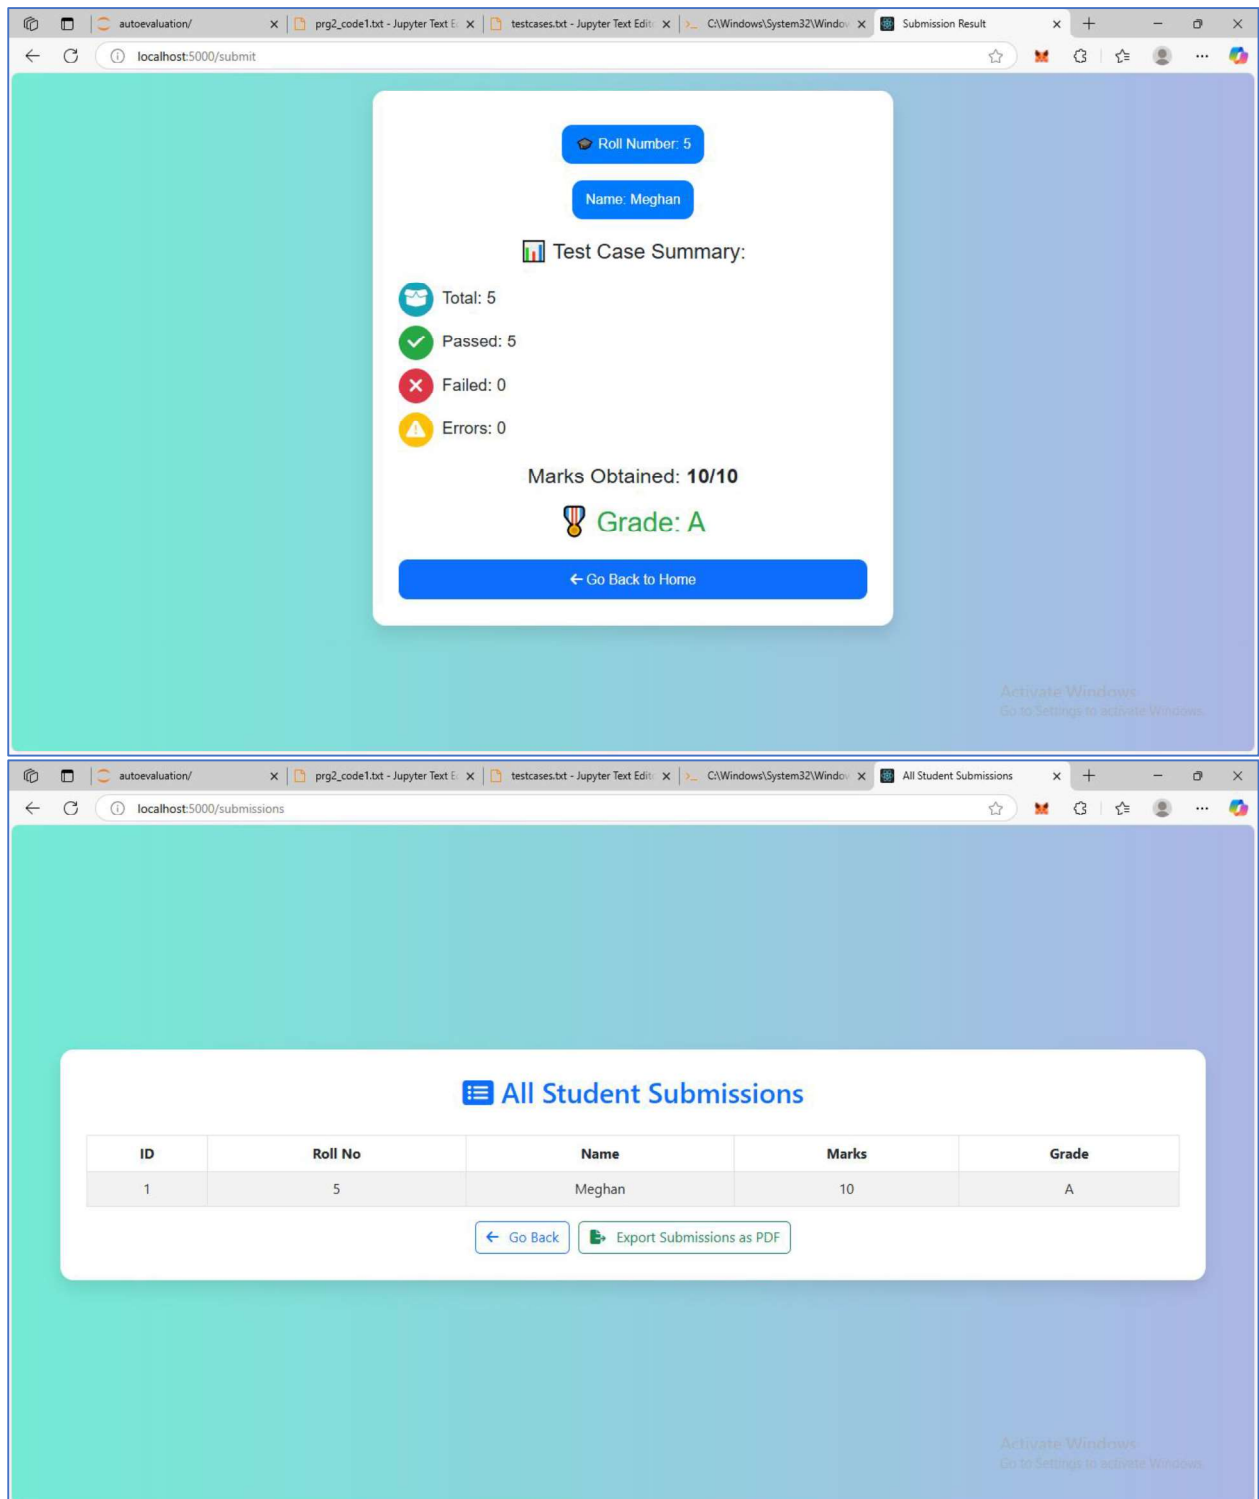 autoevaluation/
prg2_code1.txt - Jupyter Text E
testcases.txt - Jupyter Text Edit
C:\Windows\System32\Window
Submission Result
localhost:5000/submit
Roll Number: 5
Name: Meghan
Test Case Summary:
Total: 5
Passed: 5
Failed: 0
Errors: 0
Marks Obtained: 10/10
Grade: A
Go Back to Home
Activate Windows
Go to Settings to activate Windows.
autoevaluation/
prg2_code1.txt - Jupyter Text E
testcases.txt - Jupyter Text Edit
C:\Windows\System32\Window
All Student Submissions
localhost:5000/submissions
All Student Submissions
ID Roll No Name Marks Grade
1 5 Meghan 10 A
Go Back Export Submissions as PDF
Activate Windows
Go to Settings to activate Windows.